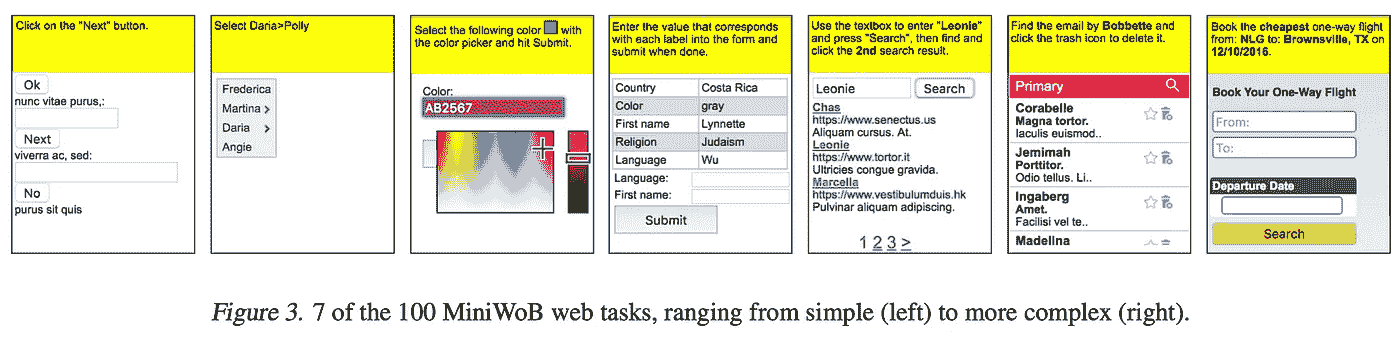 Click on the "Next" button.
Ok
nunc vitae purus,:
Next
viverra ac, sed:
No
purus sit quis
Select Daria>Polly
Frederica
Martina >
Daria >
Angie
Select the following color with
the color picker and hit Submit.
Color:
AB2567
Enter the value that corresponds
with each label into the form and
submit when done.
Country Costa Rica
Color gray
First name Lynnette
Religion Judaism
Language Wu
Language:
First name:
Submit
Use the textbox to enter "Leonie"
and press "Search", then find and
click the 2nd search result.
Leonie Search
Chas
https://www.senectus.us
Aliquam cursus. At.
Leonie
https://www.tortor.it
Ultricies congue gravida.
Marcella
https://www.vestibulumduis.hk
Pulvinar aliquam adipiscing.
1 2 3 >
Find the email by Bobbette and
click the trash icon to delete it.
Primary
Corabelle
Magna tortor.
Iaculis euismod..
Jemimah
Porttitor.
Odio tellus. Li..
Ingaberg
Amet.
Facilisi vel te..
Madelina
Book the cheapest one-way flight
from: NLG to: Brownsville, TX on
12/10/2016.
Book Your One-Way Flight
From:
To:
Departure Date
Search
Figure 3. 7 of the 100 MiniWoB web tasks, ranging from simple (left) to more complex (right).